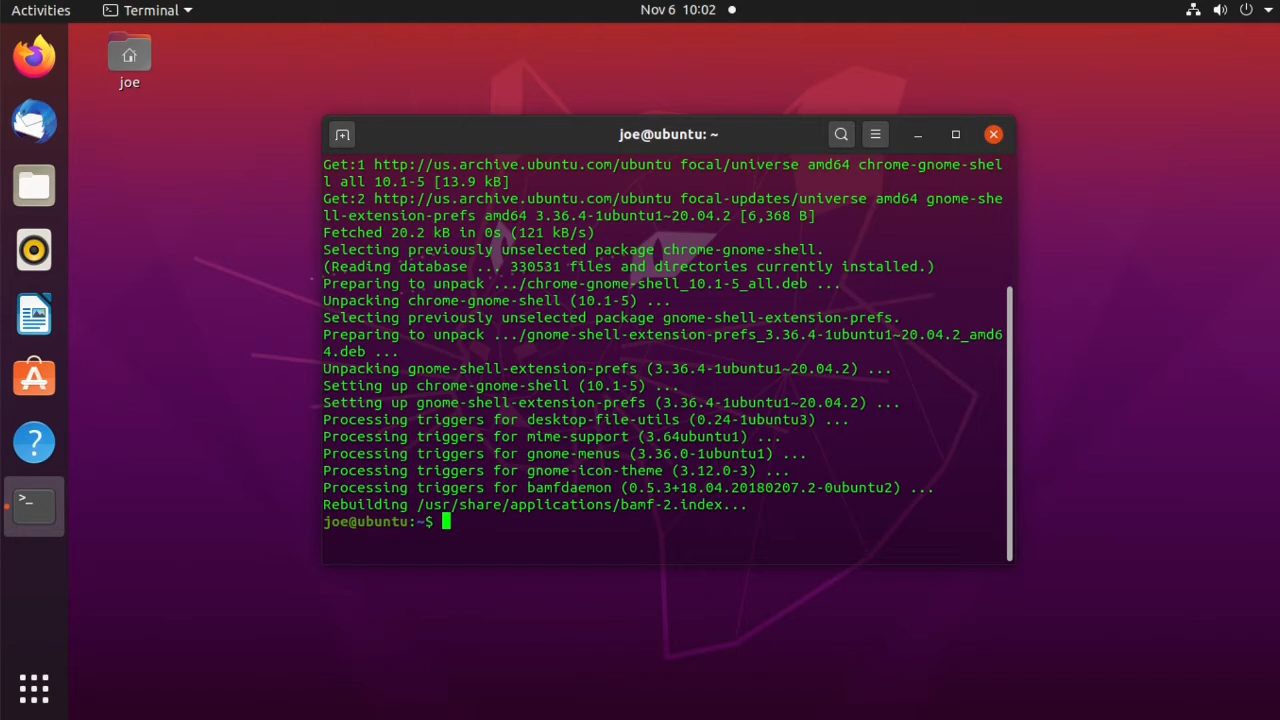 Activities
Terminal
Nov 6 10:02
joe
joe@ubuntu: ~
Get:1 http://us.archive.ubuntu.com/ubuntu focal/universe amd64 chrome-gnome-shel
l all 10.1-5 [13.9 kB]
Get:2 http://us.archive.ubuntu.com/ubuntu focal-updates/universe amd64 gnome-she
ll-extension-prefs amd64 3.36.4-1ubuntu1~20.04.2 [6,368 B]
Fetched 20.2 kB in 0s (121 kB/s)
Selecting previously unselected package chrome-gnome-shell.
(Reading database ... 330531 files and directories currently installed.)
Preparing to unpack .../chrome-gnome-shell_10.1-5_all.deb ...
Unpacking chrome-gnome-shell (10.1-5) ...
Selecting previously unselected package gnome-shell-extension-prefs.
Preparing to unpack .../gnome-shell-extension-prefs_3.36.4-1ubuntu1~20.04.2_amd6
4.deb ...
Unpacking gnome-shell-extension-prefs (3.36.4-1ubuntu1~20.04.2) ...
Setting up chrome-gnome-shell (10.1-5) ...
Setting up gnome-shell-extension-prefs (3.36.4-1ubuntu1~20.04.2) ...
Processing triggers for desktop-file-utils (0.24-1ubuntu3) ...
Processing triggers for mime-support (3.64ubuntu1) ...
Processing triggers for gnome-menus (3.36.0-1ubuntu1) ...
Processing triggers for gnome-icon-theme (3.12.0-3) ...
Processing triggers for bamfdaemon (0.5.3+18.04.20180207.2-0ubuntu2) ...
Rebuilding /usr/share/applications/bamf-2.index...
joe@ubuntu:~$